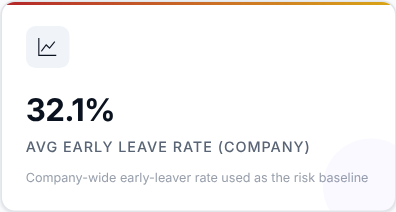 32.1%
AVG EARLY LEAVE RATE (COMPANY)
Company-wide early-leaver rate used as the risk baseline